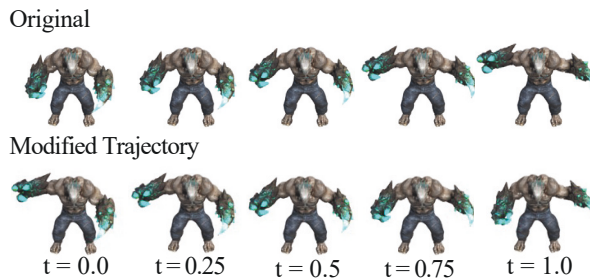 Original
Modified Trajectory
t = 0.0 t = 0.25 t = 0.5 t = 0.75 t = 1.0